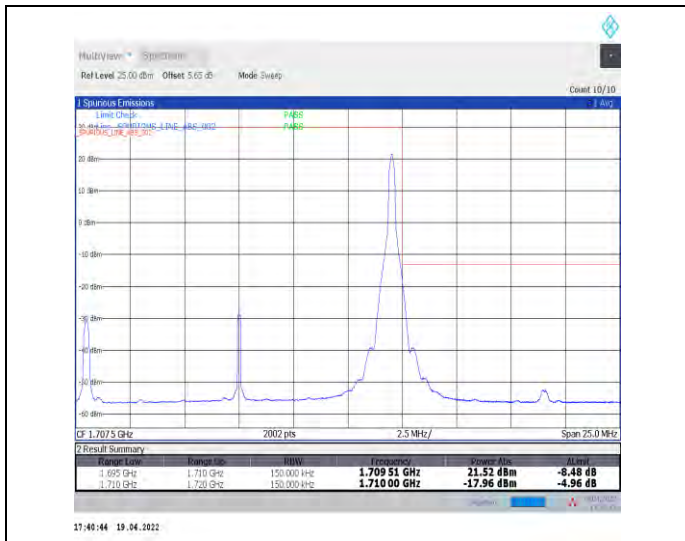 MultiView Spectrum
Ref Level 25.00 dBm Offset 5.65 dB Mode Sweep
Count 10/10
1 Spurious Emissions 1 Avg
Limit Check PASS
30 dBm PASS
_SPURIOUS_LINE_ABS_
20 dBm
10 dBm
0 dBm
-10 dBm
-20 dBm
-30 dBm
-40 dBm
-50 dBm
-60 dBm
CF 1.7075 GHz 2002 pts 2.5 MHz/ Span 25.0 MHz
2 Result Summary
Range Low Range Up RBW Frequency Power Abs ΔLimit
1.695 GHz 1.710 GHz 150.000 kHz 1.709 51 GHz 21.52 dBm -8.48 dB
1.710 GHz 1.720 GHz 150.000 kHz 1.710 00 GHz -17.96 dBm -4.96 dB
17:40:44 19.04.2022